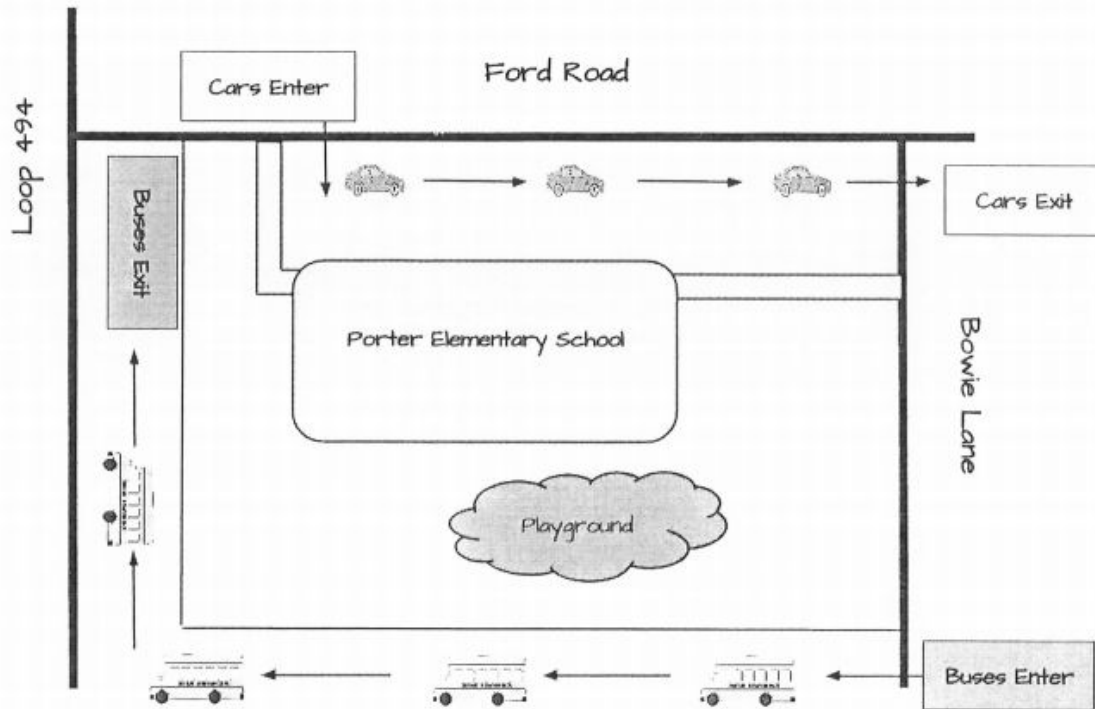 Ford Road
Cars Enter
Loop 494
Buses Exit
Cars Exit
Porter Elementary School
Bowie Lane
Playground
Buses Enter